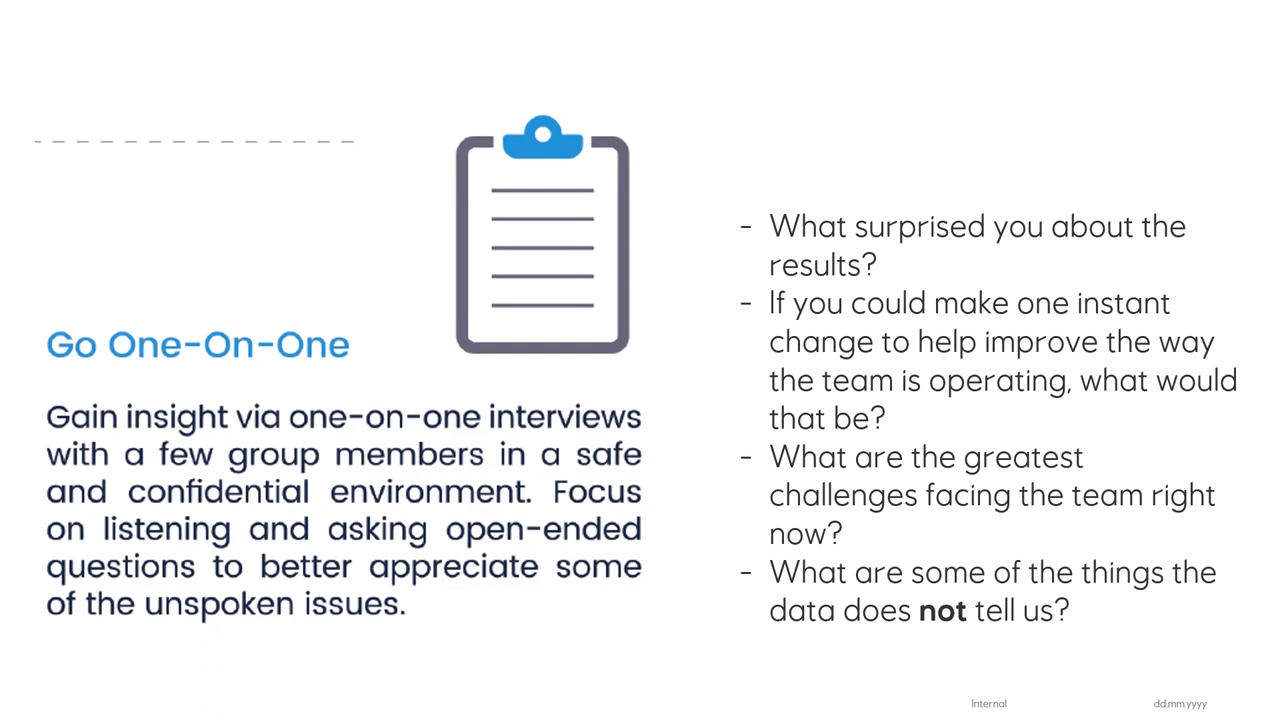 Go One-On-One
Gain insight via one-on-one interviews
with a few group members in a safe
and confidential environment. Focus
on listening and asking open-ended
questions to better appreciate some
of the unspoken issues.
- What surprised you about the
results?
- If you could make one instant
change to help improve the way
the team is operating, what would
that be?
- What are the greatest
challenges facing the team right
now?
- What are some of the things the
data does not tell us?
Internal
dd.mm.yyyy